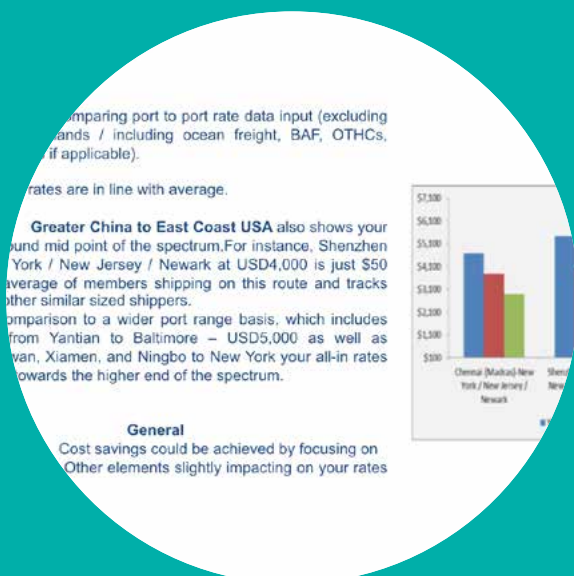 mparing port to port rate data input (excluding
ands / including ocean freight, BAF, OTHCs,
if applicable).
rates are in line with average.
Greater China to East Coast USA also shows your
und mid point of the spectrum.For instance, Shenzhen
York / New Jersey / Newark at USD4,000 is just $50
average of members shipping on this route and tracks
other similar sized shippers.
omparison to a wider port range basis, which includes
from Yantian to Baltimore – USD5,000 as well as
wan, Xiamen, and Ningbo to New York your all-in rates
towards the higher end of the spectrum.
General
Cost savings could be achieved by focusing on
Other elements slightly impacting on your rates
$7,100
$6,100
$5,100
$4,100
$3,100
$2,100
$1,100
$100
Chennai (Madras)-New
York / New Jersey /
Newark
Shenz
New